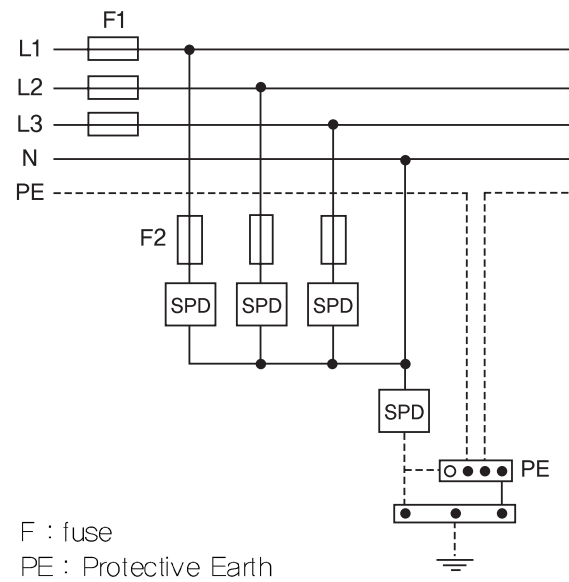 F1
L1
L2
L3
N
PE
F2
SPD SPD SPD
SPD
PE
F : fuse
PE : Protective Earth